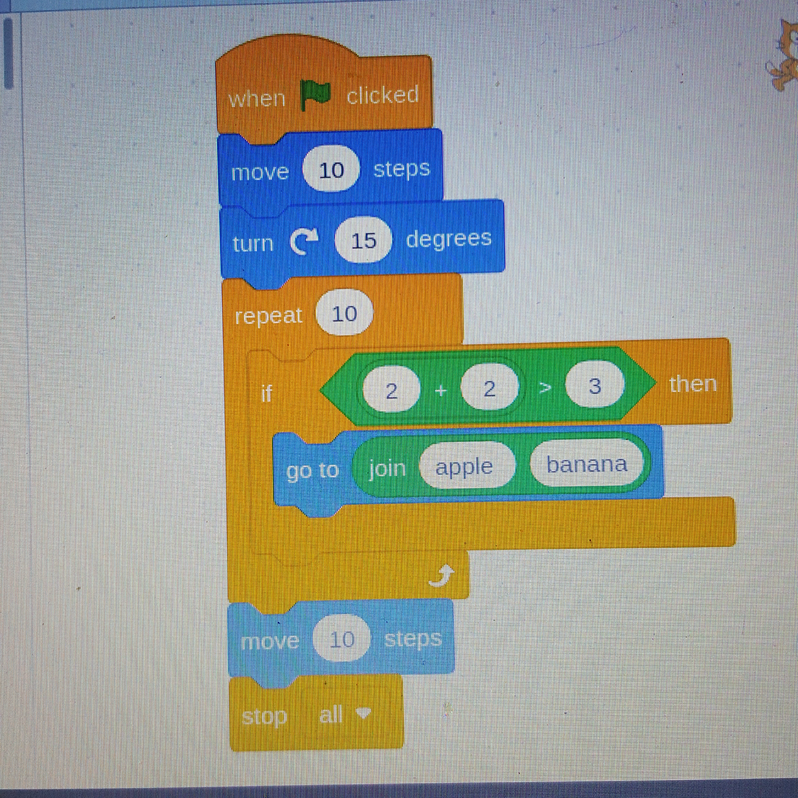 when clicked
move 10 steps
turn 15 degrees
repeat 10
if 2 + 2 > 3 then
go to join apple banana
move 10 steps
stop all